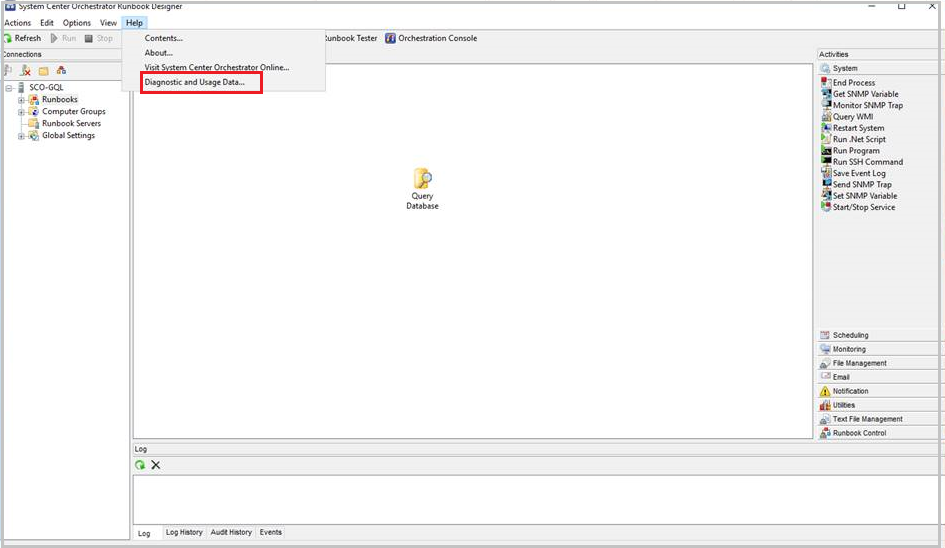 System Center Orchestrator Runbook Designer
Actions Edit Options View Help
Refresh Run Stop Runbook Tester Orchestration Console
Contents...
About...
Visit System Center Orchestrator Online...
Diagnostic and Usage Data...
Connections
SCO-GQL
Runbooks
Computer Groups
Runbook Servers
Global Settings
Query
Database
Activities
System
End Process
Get SNMP Variable
Monitor SNMP Trap
Query WMI
Restart System
Run .Net Script
Run Program
Run SSH Command
Save Event Log
Send SNMP Trap
Set SNMP Variable
Start/Stop Service
Scheduling
Monitoring
File Management
Email
Notification
Utilities
Text File Management
Runbook Control
Log
Log Log History Audit History Events